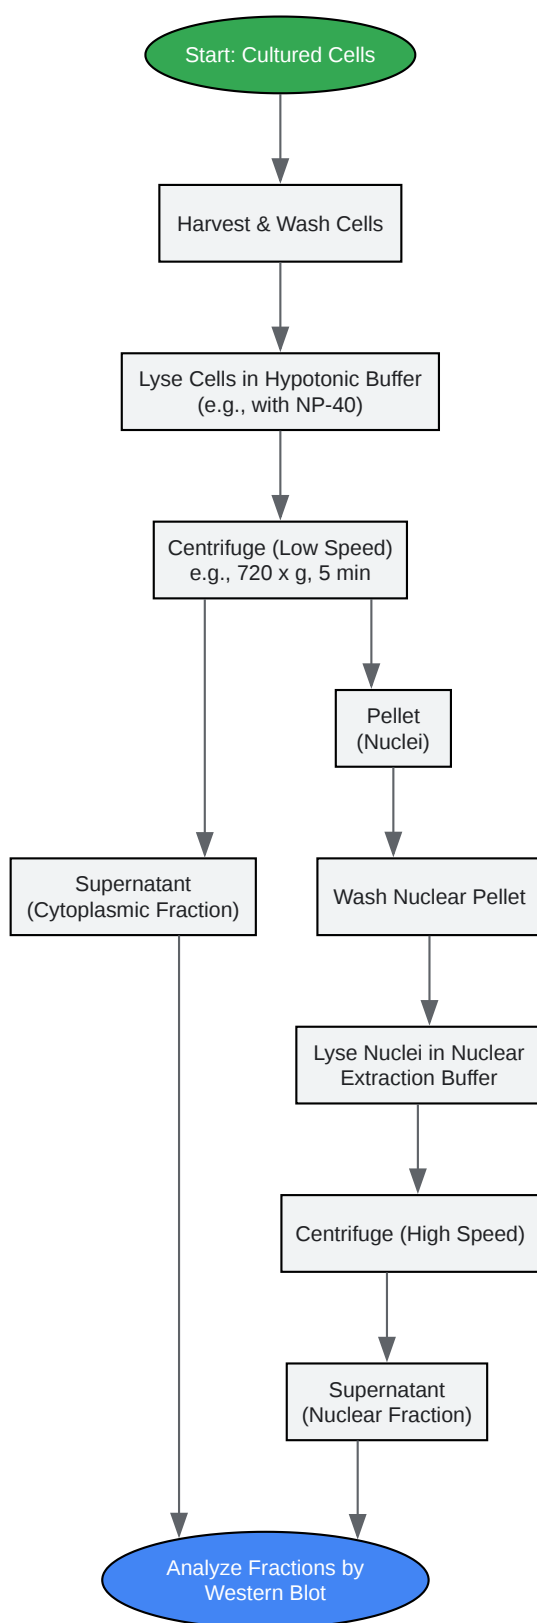 Start: Cultured Cells
Harvest & Wash Cells
Lyse Cells in Hypotonic Buffer
(e.g., with NP-40)
Centrifuge (Low Speed)
e.g., 720 x g, 5 min
Pellet
(Nuclei)
Supernatant
(Cytoplasmic Fraction)
Wash Nuclear Pellet
Lyse Nuclei in Nuclear
Extraction Buffer
Centrifuge (High Speed)
Supernatant
(Nuclear Fraction)
Analyze Fractions by
Western Blot